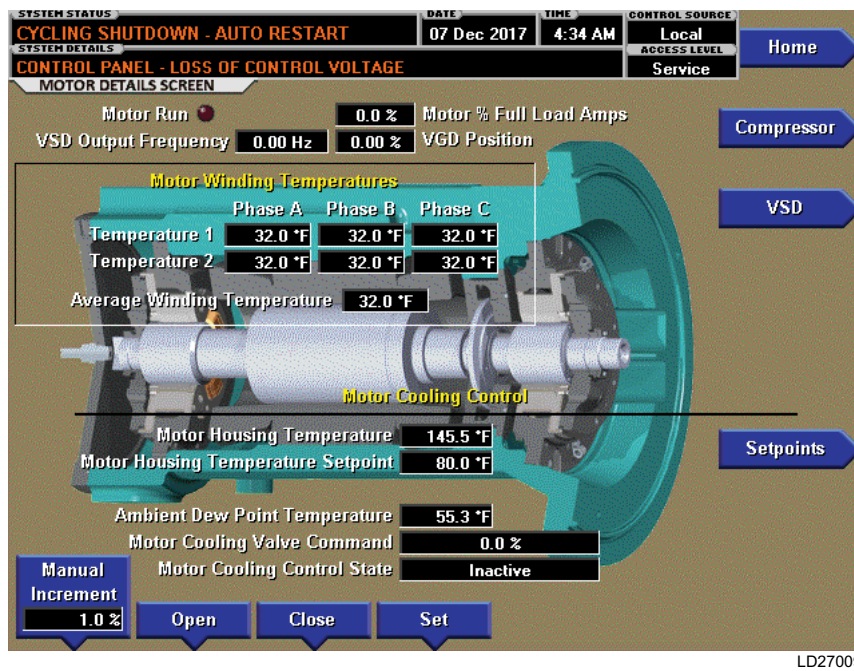 SYSTEM STATUS
CYCLING SHUTDOWN - AUTO RESTART
DATE
07 Dec 2017
TIME
4:34 AM
CONTROL SOURCE
Local
SYSTEM DETAILS
CONTROL PANEL - LOSS OF CONTROL VOLTAGE
ACCESS LEVEL
Service
Home
MOTOR DETAILS SCREEN
Motor Run 0.0 % Motor % Full Load Amps
VSD Output Frequency 0.00 Hz 0.00 % VGD Position
Compressor
VSD
Motor Winding Temperatures
Phase A Phase B Phase C
Temperature 1 32.0 °F 32.0 °F 32.0 °F
Temperature 2 32.0 °F 32.0 °F 32.0 °F
Average Winding Temperature 32.0 °F
Motor Cooling Control
Motor Housing Temperature 145.5 °F
Motor Housing Temperature Setpoint 80.0 °F
Setpoints
Ambient Dew Point Temperature 55.3 °F
Motor Cooling Valve Command 0.0 %
Motor Cooling Control State Inactive
Manual
Increment
1.0 %
Open
Close
Set
LD2700